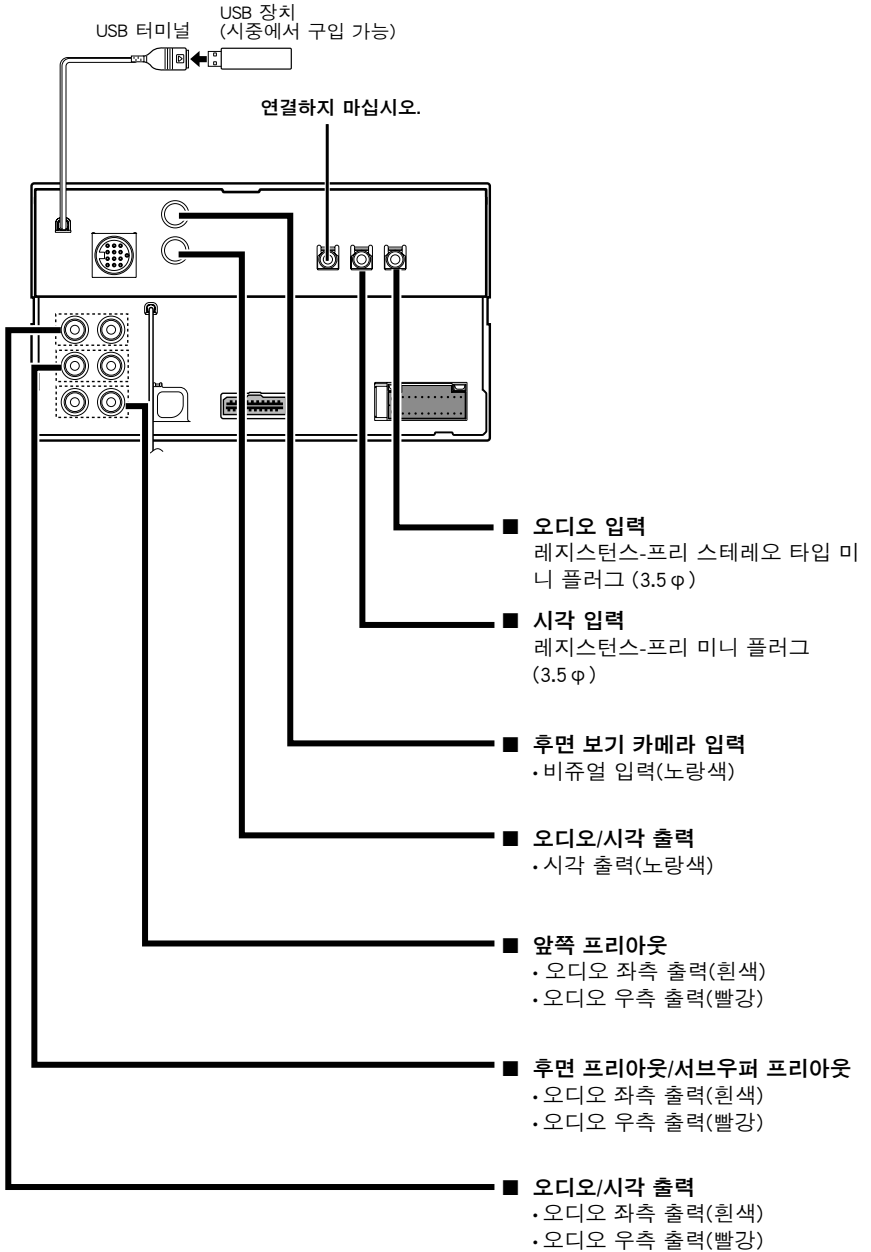 USB 터미널
USB 장치
(시중에서 구입 가능)
연결하지 마십시오.
■ 오디오 입력
레지스턴스-프리 스테레오 타입 미
니 플러그 (3.5 φ)
■ 시각 입력
레지스턴스-프리 미니 플러그
(3.5 φ)
■ 후면 보기 카메라 입력
• 비쥬얼 입력(노랑색)
■ 오디오/시각 출력
• 시각 출력(노랑색)
■ 앞쪽 프리아웃
• 오디오 좌측 출력(흰색)
• 오디오 우측 출력(빨강)
■ 후면 프리아웃/서브우퍼 프리아웃
• 오디오 좌측 출력(흰색)
• 오디오 우측 출력(빨강)
■ 오디오/시각 출력
• 오디오 좌측 출력(흰색)
• 오디오 우측 출력(빨강)